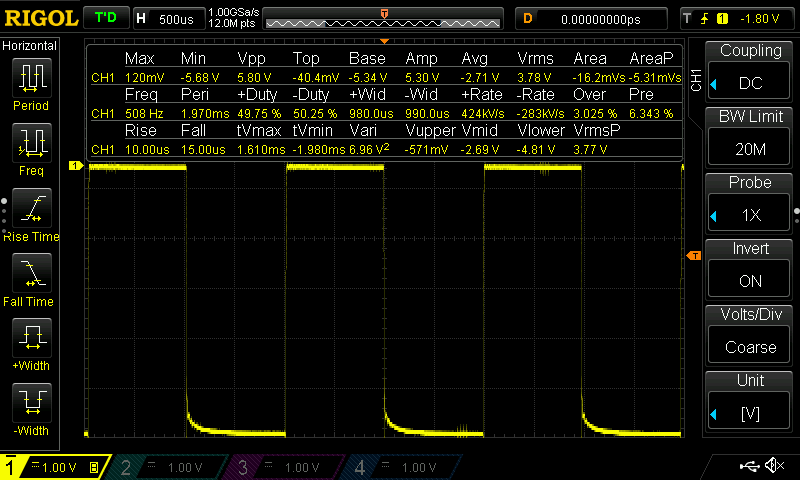 RIGOL T'D H 500us 1.00GSa/s 12.0M pts T D 0.00000000ps T 1 -1.80 V
Horizontal
Period
Freq
Rise Time
Fall Time
+Width
-Width
Max Min Vpp Top Base Amp Avg Vrms Area AreaP
CH1 120mV -5.68 V 5.80 V -40.4mV -5.34 V 5.30 V -2.71 V 3.78 V -16.2mVs -5.31mVs
Freq Peri +Duty -Duty +Wid -Wid +Rate -Rate Over Pre
CH1 508 Hz 1.970ms 49.75 % 50.25 % 980.0us 990.0us 424kV/s -283kV/s 3.025 % 6.343 %
Rise Fall tVmax tVmin Vari Vupper Vmid Vlower VrmsP
CH1 10.00us 15.00us 1.610ms -1.980ms 6.96 V² -571mV -2.69 V -4.81 V 3.77 V
1
T
CH1
Coupling
DC
BW Limit
20M
Probe
1X
Invert
ON
Volts/Div
Coarse
Unit
[V]
1 1.00 V B 2 1.00 V 3 1.00 V 4 1.00 V